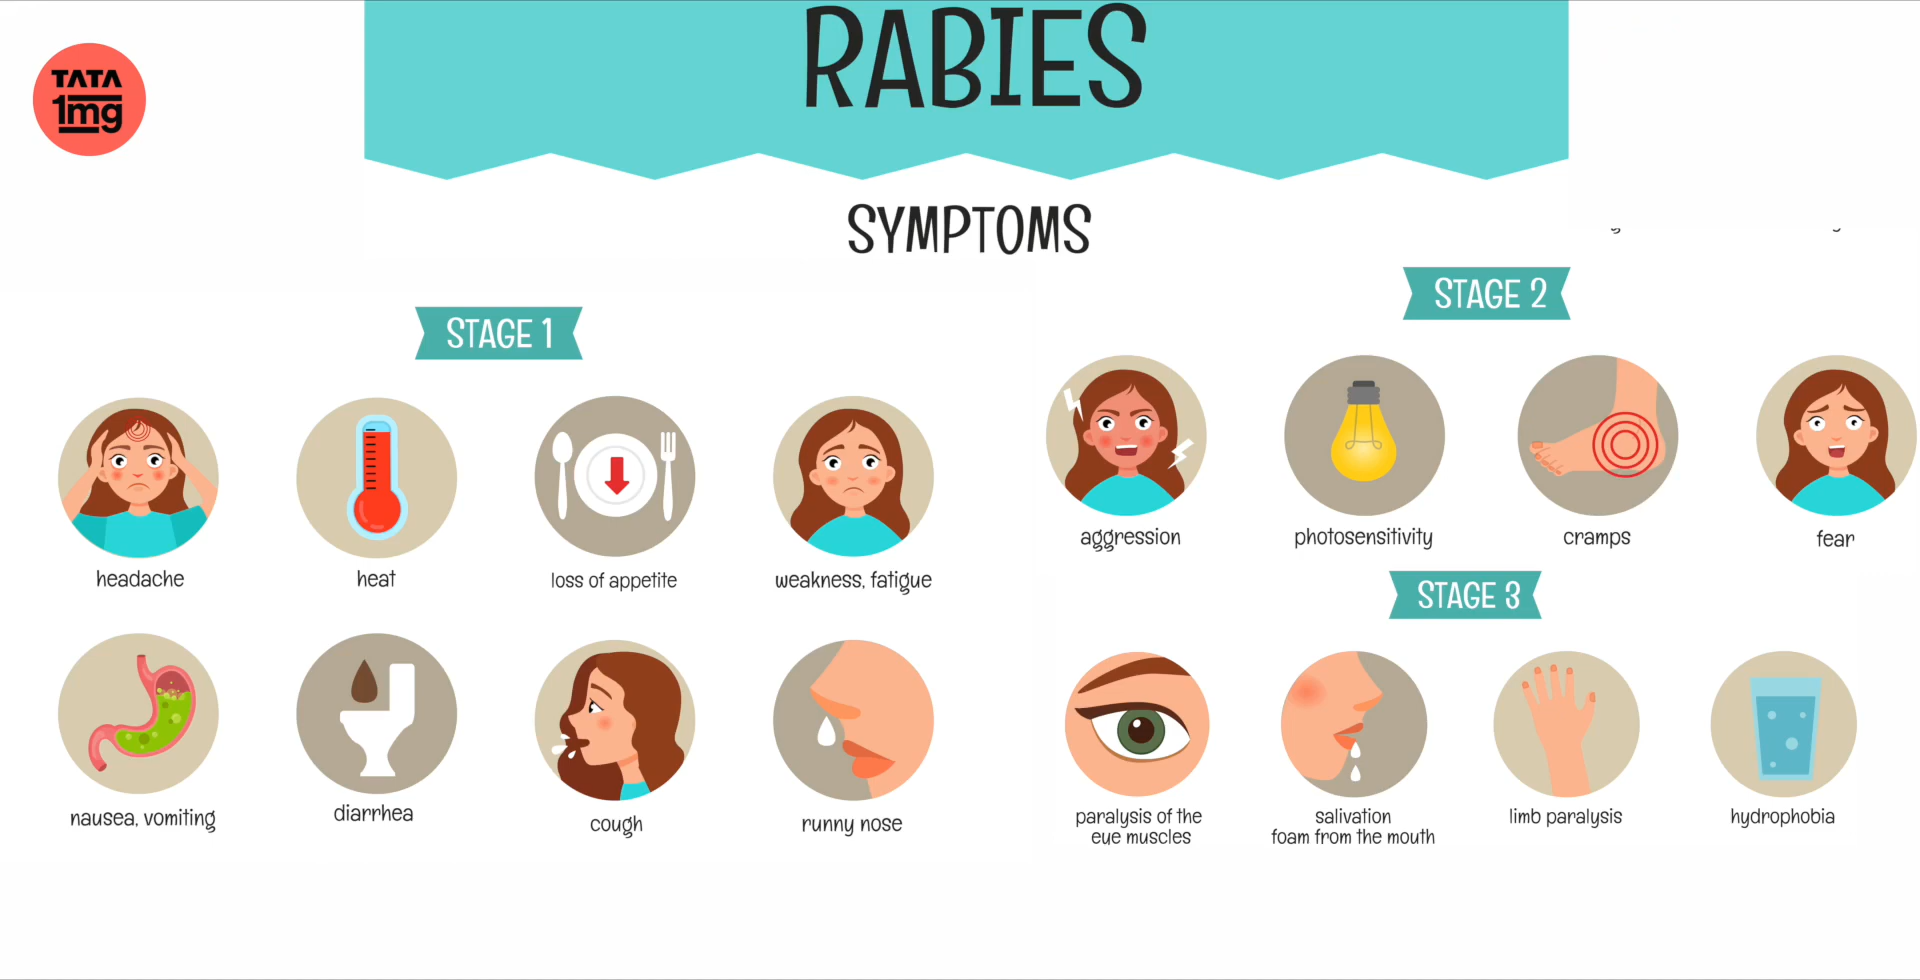 TATA
1mg
RABIES
SYMPTOMS
STAGE 1
headache
heat
loss of appetite
weakness, fatigue
nausea, vomiting
diarrhea
cough
runny nose
STAGE 2
aggression
photosensitivity
cramps
fear
STAGE 3
paralysis of the
eye muscles
salivation
foam from the mouth
limb paralysis
hydrophobia